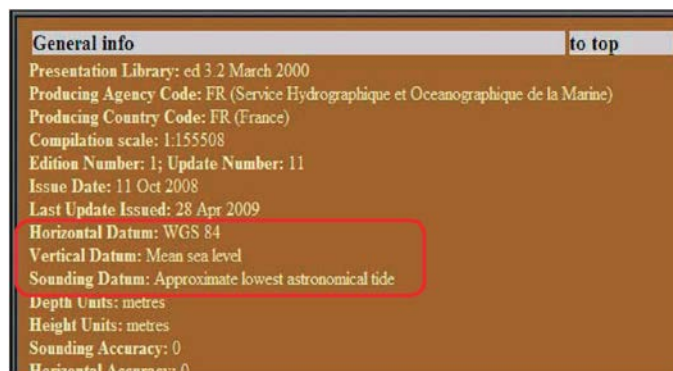 General info to top
Presentation Library: ed 3.2 March 2000
Producing Agency Code: FR (Service Hydrographique et Oceanographique de la Marine)
Producing Country Code: FR (France)
Compilation scale: 1:155508
Edition Number: 1; Update Number: 11
Issue Date: 11 Oct 2008
Last Update Issued: 28 Apr 2009
Horizontal Datum: WGS 84
Vertical Datum: Mean sea level
Sounding Datum: Approximate lowest astronomical tide
Depth Units: metres
Height Units: metres
Sounding Accuracy: 0
Horizontal Accuracy: 0